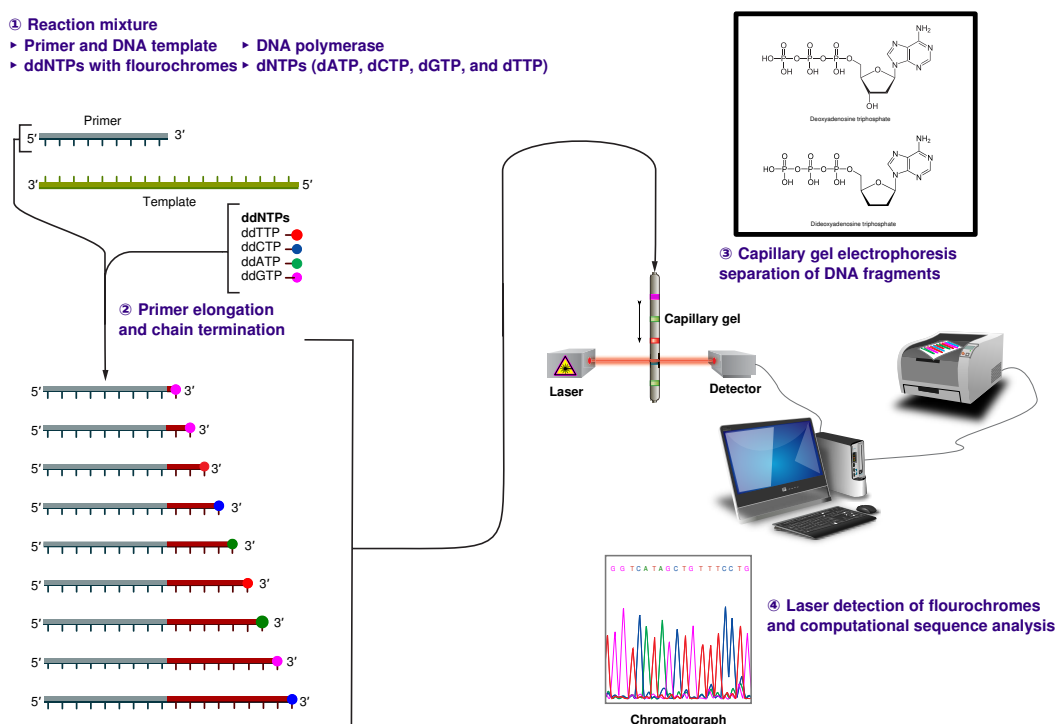 ① Reaction mixture
▸ Primer and DNA template ▸ DNA polymerase
▸ ddNTPs with flourochromes ▸ dNTPs (dATP, dCTP, dGTP, and dTTP)
Primer
5′ 3′
3′ 5′
Template
ddNTPs
ddTTP
ddCTP
ddATP
ddGTP
② Primer elongation
and chain termination
5′ 3′
5′ 3′
5′ 3′
5′ 3′
5′ 3′
5′ 3′
5′ 3′
5′ 3′
5′ 3′
NH₂
N N
N N
O O O
HO P O P O P O
OH OH OH
O
OH
Deoxyadenosine triphosphate
NH₂
N N
N N
O O O
HO P O P O P O
OH OH OH
O
Dideoxyadenosine triphosphate
③ Capillary gel electrophoresis
separation of DNA fragments
Capillary gel
Laser
Detector
G G T C A T A G C T G T T T C C T G
Chromatograph
④ Laser detection of flourochromes
and computational sequence analysis